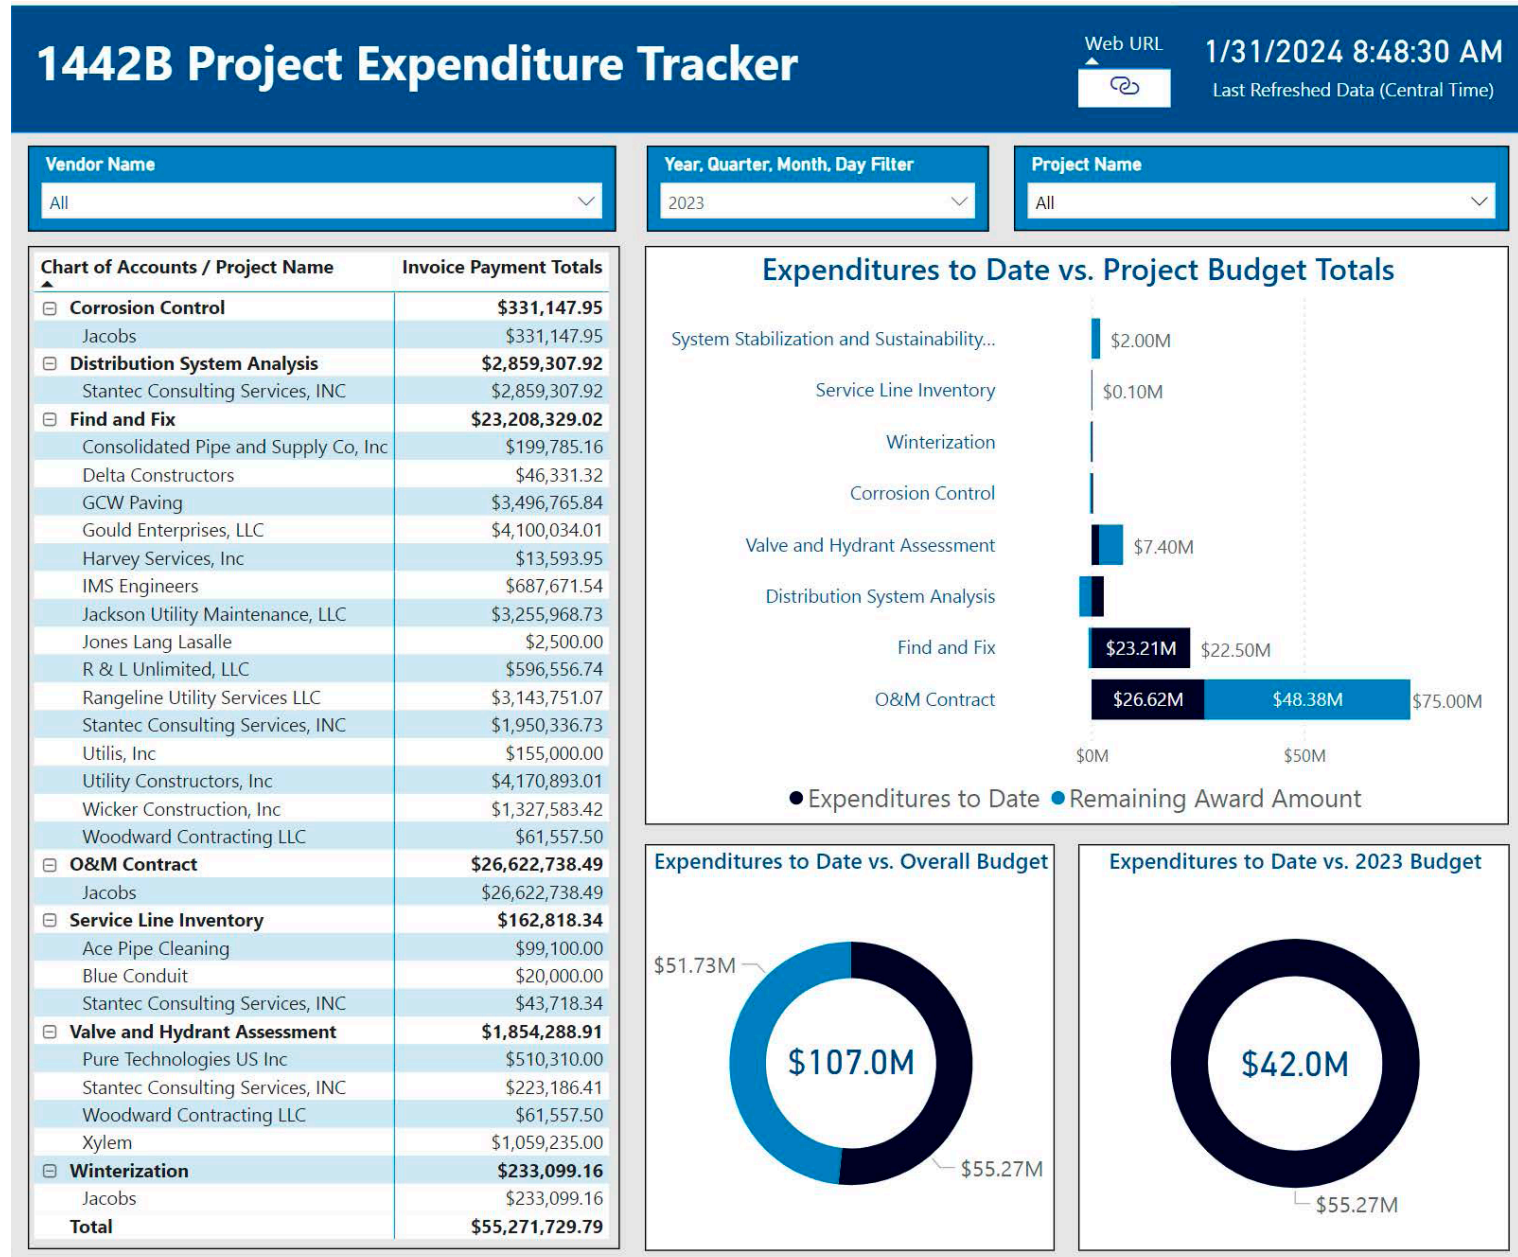 1442B Project Expenditure Tracker
Web URL
1/31/2024 8:48:30 AM
Last Refreshed Data (Central Time)
Vendor Name
All
Year, Quarter, Month, Day Filter
2023
Project Name
All
Chart of Accounts / Project Name Invoice Payment Totals
Corrosion Control $331,147.95
Jacobs $331,147.95
Distribution System Analysis $2,859,307.92
Stantec Consulting Services, INC $2,859,307.92
Find and Fix $23,208,329.02
Consolidated Pipe and Supply Co, Inc $199,785.16
Delta Constructors $46,331.32
GCW Paving $3,496,765.84
Gould Enterprises, LLC $4,100,034.01
Harvey Services, Inc $13,593.95
IMS Engineers $687,671.54
Jackson Utility Maintenance, LLC $3,255,968.73
Jones Lang Lasalle $2,500.00
R & L Unlimited, LLC $596,556.74
Rangeline Utility Services LLC $3,143,751.07
Stantec Consulting Services, INC $1,950,336.73
Utilis, Inc $155,000.00
Utility Constructors, Inc $4,170,893.01
Wicker Construction, Inc $1,327,583.42
Woodward Contracting LLC $61,557.50
O&M Contract $26,622,738.49
Jacobs $26,622,738.49
Service Line Inventory $162,818.34
Ace Pipe Cleaning $99,100.00
Blue Conduit $20,000.00
Stantec Consulting Services, INC $43,718.34
Valve and Hydrant Assessment $1,854,288.91
Pure Technologies US Inc $510,310.00
Stantec Consulting Services, INC $223,186.41
Woodward Contracting LLC $61,557.50
Xylem $1,059,235.00
Winterization $233,099.16
Jacobs $233,099.16
Total $55,271,729.79
Expenditures to Date vs. Project Budget Totals
System Stabilization and Sustainability... $2.00M
Service Line Inventory $0.10M
Winterization
Corrosion Control
Valve and Hydrant Assessment $7.40M
Distribution System Analysis
Find and Fix $23.21M $22.50M
O&M Contract $26.62M $48.38M $75.00M
$0M $50M
Expenditures to Date Remaining Award Amount
Expenditures to Date vs. Overall Budget
$51.73M
$107.0M
$55.27M
Expenditures to Date vs. 2023 Budget
$42.0M
$55.27M